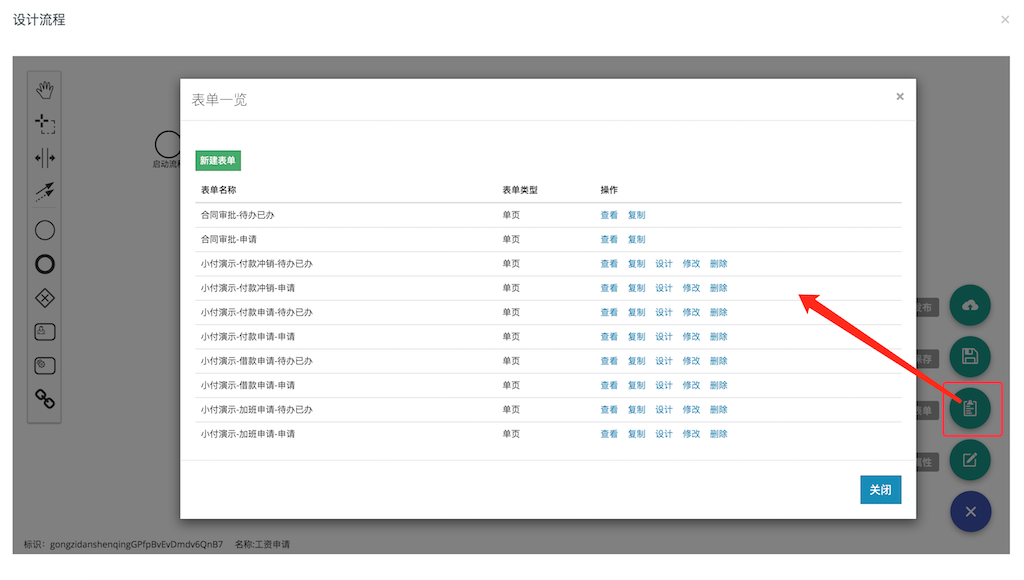 设计流程
×
表单一览
×
启动流
新建表单
表单名称 表单类型 操作
合同审批-待办已办 单页 查看 复制
合同审批-申请 单页 查看 复制
小付演示-付款冲销-待办已办 单页 查看 复制 设计 修改 删除
小付演示-付款冲销-申请 单页 查看 复制 设计 修改 删除
小付演示-付款申请-待办已办 单页 查看 复制 设计 修改 删除
小付演示-付款申请-申请 单页 查看 复制 设计 修改 删除
小付演示-借款申请-待办已办 单页 查看 复制 设计 修改 删除
小付演示-借款申请-申请 单页 查看 复制 设计 修改 删除
小付演示-加班申请-待办已办 单页 查看 复制 设计 修改 删除
小付演示-加班申请-申请 单页 查看 复制 设计 修改 删除
布
存
单
性
关闭
标识: gongzidanshenqingGPfpBvEvDmdv6QnB7 名称:工资申请